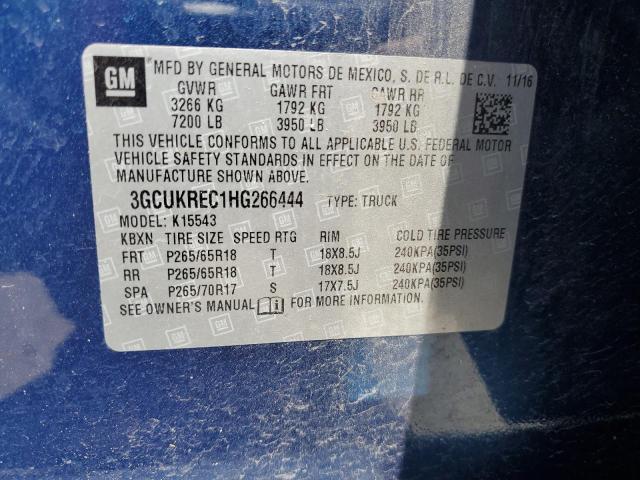 GM *MFD BY GENERAL MOTORS DE MEXICO, S. DE R.L. DE C.V. 11/16
GVWR GAWR FRT GAWR RR
3266 KG 1792 KG 1792 KG
7200 LB 3950 LB 3950 LB
THIS VEHICLE CONFORMS TO ALL APPLICABLE U.S. FEDERAL MOTOR
VEHICLE SAFETY STANDARDS IN EFFECT ON THE DATE OF
MANUFACTURE SHOWN ABOVE.
3GCUKREC1HG266444 TYPE: TRUCK
MODEL: K15543
KBXN TIRE SIZE SPEED RTG RIM COLD TIRE PRESSURE
FRT P265/65R18 T 18X8.5J 240KPA(35PSI)
RR P265/65R18 T 18X8.5J 240KPA(35PSI)
SPA P265/70R17 S 17X7.5J 240KPA(35PSI)
SEE OWNER'S MANUAL FOR MORE INFORMATION.